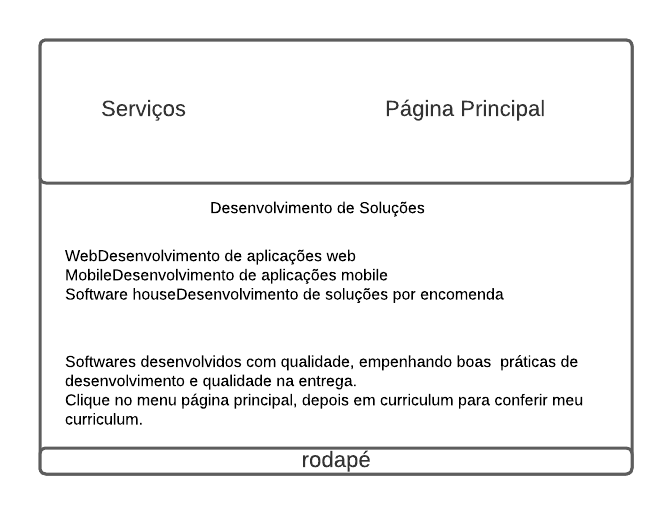 Serviços Página Principal
Desenvolvimento de Soluções
WebDesenvolvimento de aplicações web
MobileDesenvolvimento de aplicações mobile
Software houseDesenvolvimento de soluções por encomenda
Softwares desenvolvidos com qualidade, empenhando boas  práticas de
desenvolvimento e qualidade na entrega.
Clique no menu página principal, depois em curriculum para conferir meu
curriculum.
rodapé